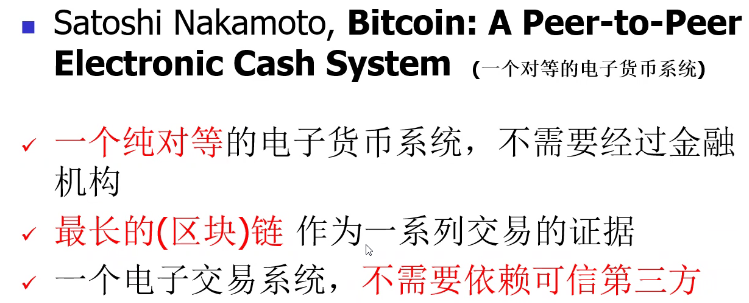 Satoshi Nakamoto, Bitcoin: A Peer-to-Peer
Electronic Cash System (一个对等的电子货币系统)
一个纯对等的电子货币系统，不需要经过金融
机构
最长的(区块)链 作为一系列交易的证据
一个电子交易系统，不需要依赖可信第三方